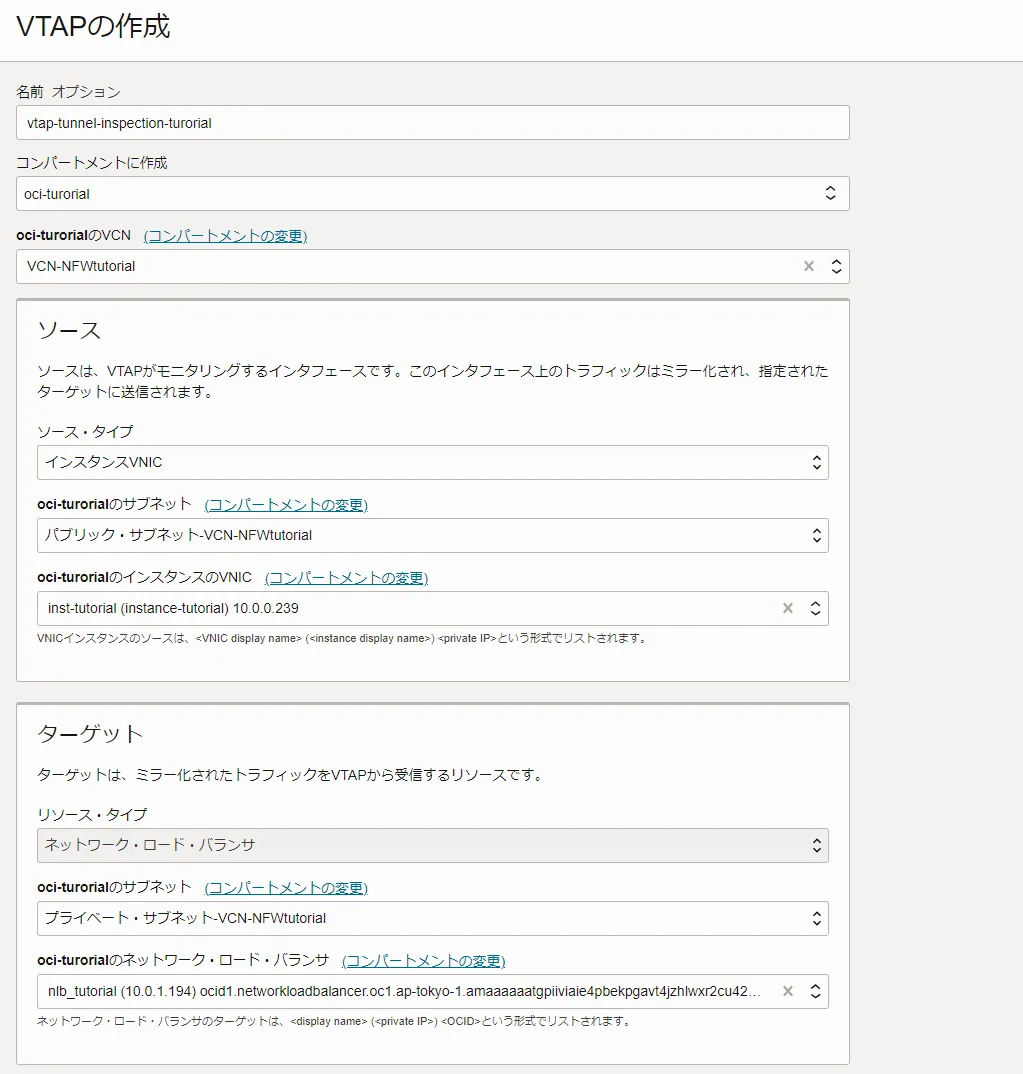 VTAPの作成
名前 オプション
vtap-tunnel-inspection-turorial
コンパートメントに作成
oci-turorial
oci-turorialのVCN (コンパートメントの変更)
VCN-NFWtutorial
ソース
ソースは、VTAPがモニタリングするインタフェースです。このインタフェース上のトラフィックはミラー化され、指定された
ターゲットに送信されます。
ソース・タイプ
インスタンスVNIC
oci-turorialのサブネット (コンパートメントの変更)
パブリック・サブネット-VCN-NFWtutorial
oci-turorialのインスタンスのVNIC (コンパートメントの変更)
inst-tutorial (instance-tutorial) 10.0.0.239
VNICインスタンスのソースは、<VNIC display name> (<instance display name>) <private IP>という形式でリストされます。
ターゲット
ターゲットは、ミラー化されたトラフィックをVTAPから受信するリソースです。
リソース・タイプ
ネットワーク・ロード・バランサ
oci-turorialのサブネット (コンパートメントの変更)
プライベート・サブネット-VCN-NFWtutorial
oci-turorialのネットワーク・ロード・バランサ (コンパートメントの変更)
nlb_tutorial (10.0.1.194) ocid1.networkloadbalancer.oc1.ap-tokyo-1.amaaaaaatgpiiviaie4pbekpgavt4jzhlwxr2cu42...
ネットワーク・ロード・バランサのターゲットは、<display name> (<private IP>) <OCID>という形式でリストされます。